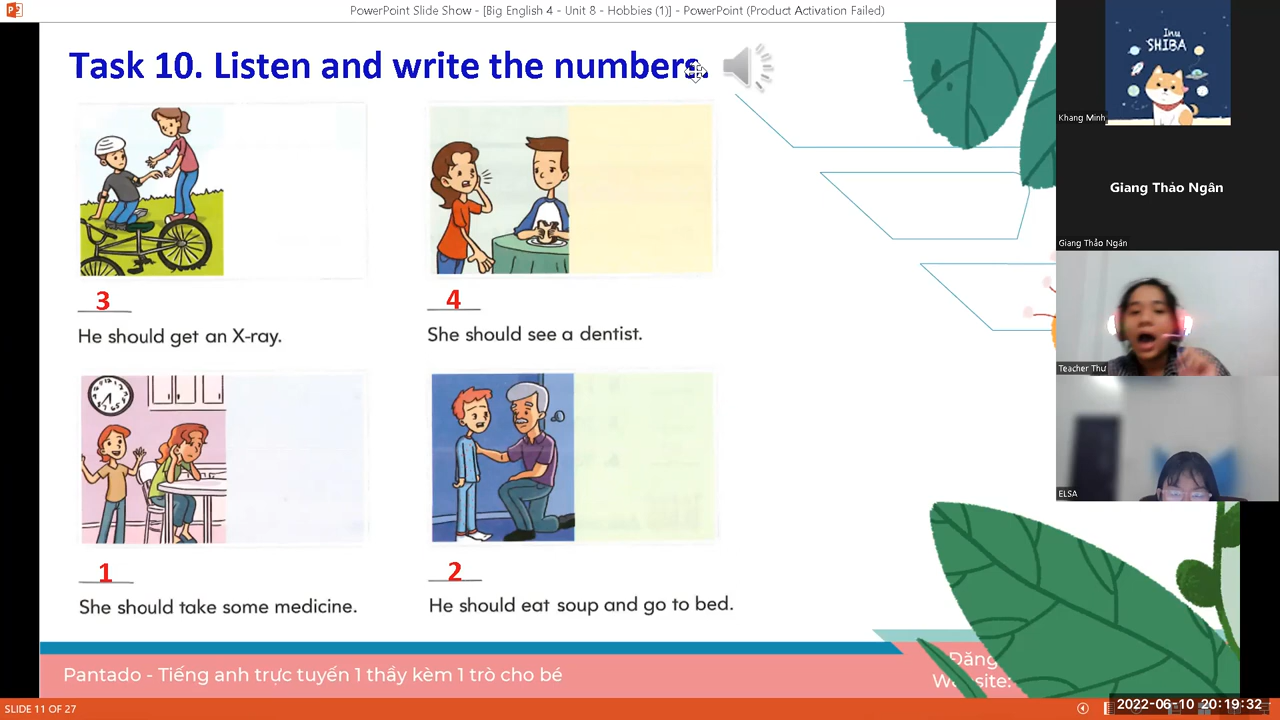 PowerPoint Slide Show - [Big English 4 - Unit 8 - Hobbies (1)] - PowerPoint (Product Activation Failed)
Task 10. Listen and write the numbers.
3
He should get an X-ray.
4
She should see a dentist.
1
She should take some medicine.
2
He should eat soup and go to bed.
Pantado - Tiếng anh trực tuyến 1 thầy kèm 1 trò cho bé
Đăng
site:
SLIDE 11 OF 27
Inu
SHIBA
Khang Minh
Giang Thảo Ngân
Giang Thảo Ngân
Teacher Thư
ELSA
2022-06-10 20:19:32